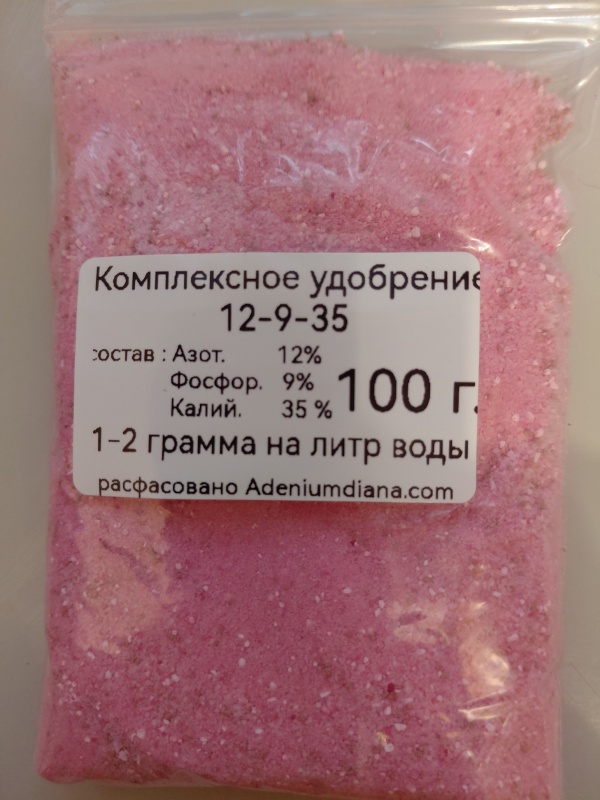 Комплексное удобрение
12-9-35
состав : Азот. 12%
Фосфор. 9%
Калий. 35 %
100 г.
1-2 грамма на литр воды
расфасовано Adeniumdiana.com